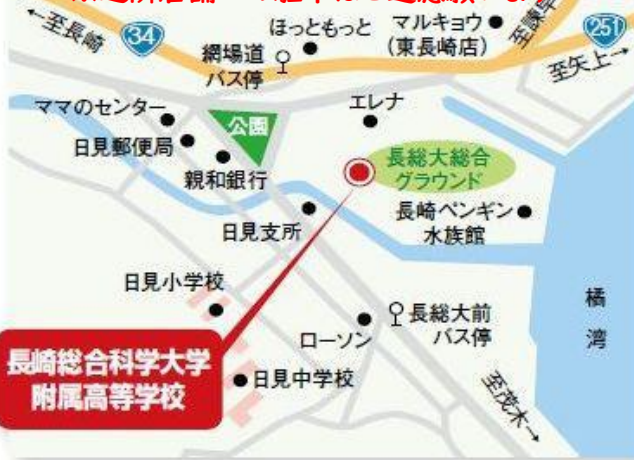 ほっともっと
マルキョウ
(東長崎店)
至諫早
251
←至長崎
34
網場道
バス停
至矢上→
ママのセンター
エレナ
公園
日見郵便局
長総大総合
グラウンド
親和銀行
長崎ペンギン
水族館
日見支所
日見小学校
橘
湾
長総大前
バス停
ローソン
長崎総合科学大学
附属高等学校
日見中学校
至茂木→